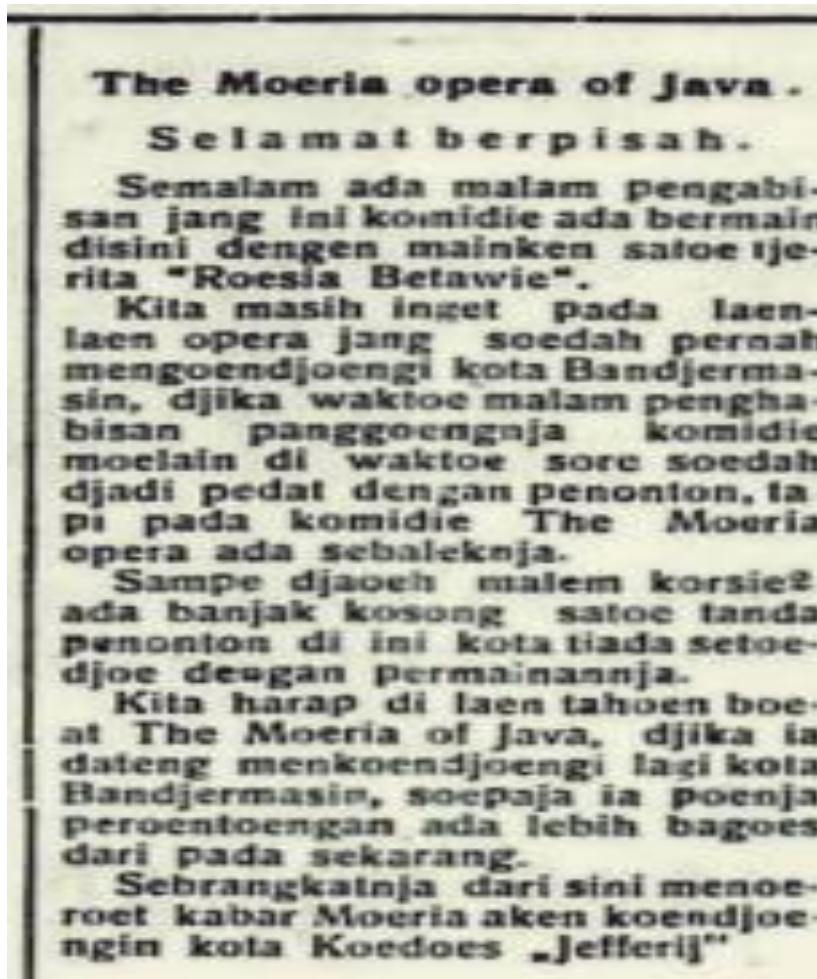 The Moeria opera of Java.
Selamat berpisah.
Semalam ada malam pengabi-
san jang ini komidie ada bermain
disini dengen mainken satoe tje-
rita "Roesia Betawie".
Kita masih inget pada laen-
laen opera jang soedah pernah
mengoendjoengi kota Bandjerma-
sin, djika waktoe malam pengha-
bisan panggoengnja komidie
moelain di waktoe sore soedah
djadi pedat dengan penonton, ta
pi pada komidie The Moeria
opera ada sebaleknja.
Sampe djaoeh malem korsie2
ada banjak kosong satoe tanda
penonton di ini kota tiada setoe-
djoe dengan permainannja.
Kita harap di laen tahoen boe-
at The Moeria of Java, djika ia
dateng menkoendjoengi lagi kota
Bandjermasin, soepaja ia poenja
peroentoengan ada lebih bagoes
dari pada sekarang.
Sebrangkatnja dari sini menoe-
roet kabar Moeria aken koendjoe-
ngin kota Koedoes „Jefferij”